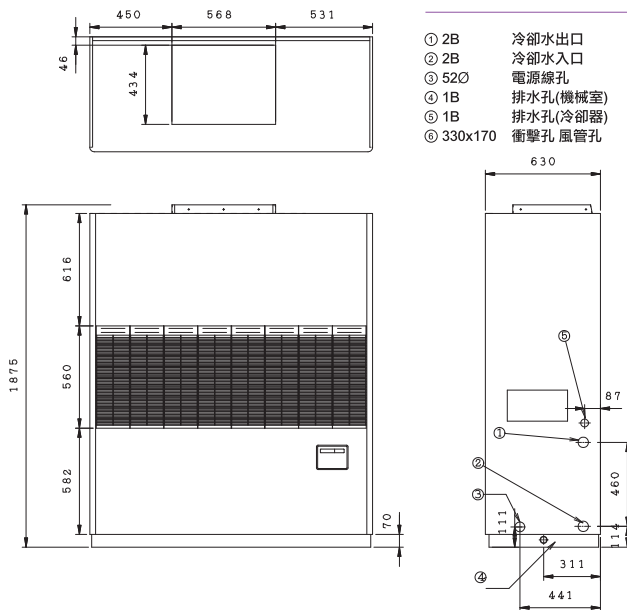 450 568 531
46
434
① 2B 冷卻水出口
② 2B 冷卻水入口
③ 52Ø 電源線孔
④ 1B 排水孔(機械室)
⑤ 1B 排水孔(冷卻器)
⑥ 330x170 衝擊孔 風管孔
630
1875
616
560
582
70
⑤
87
①
460
②
③
111
114
④
311
441